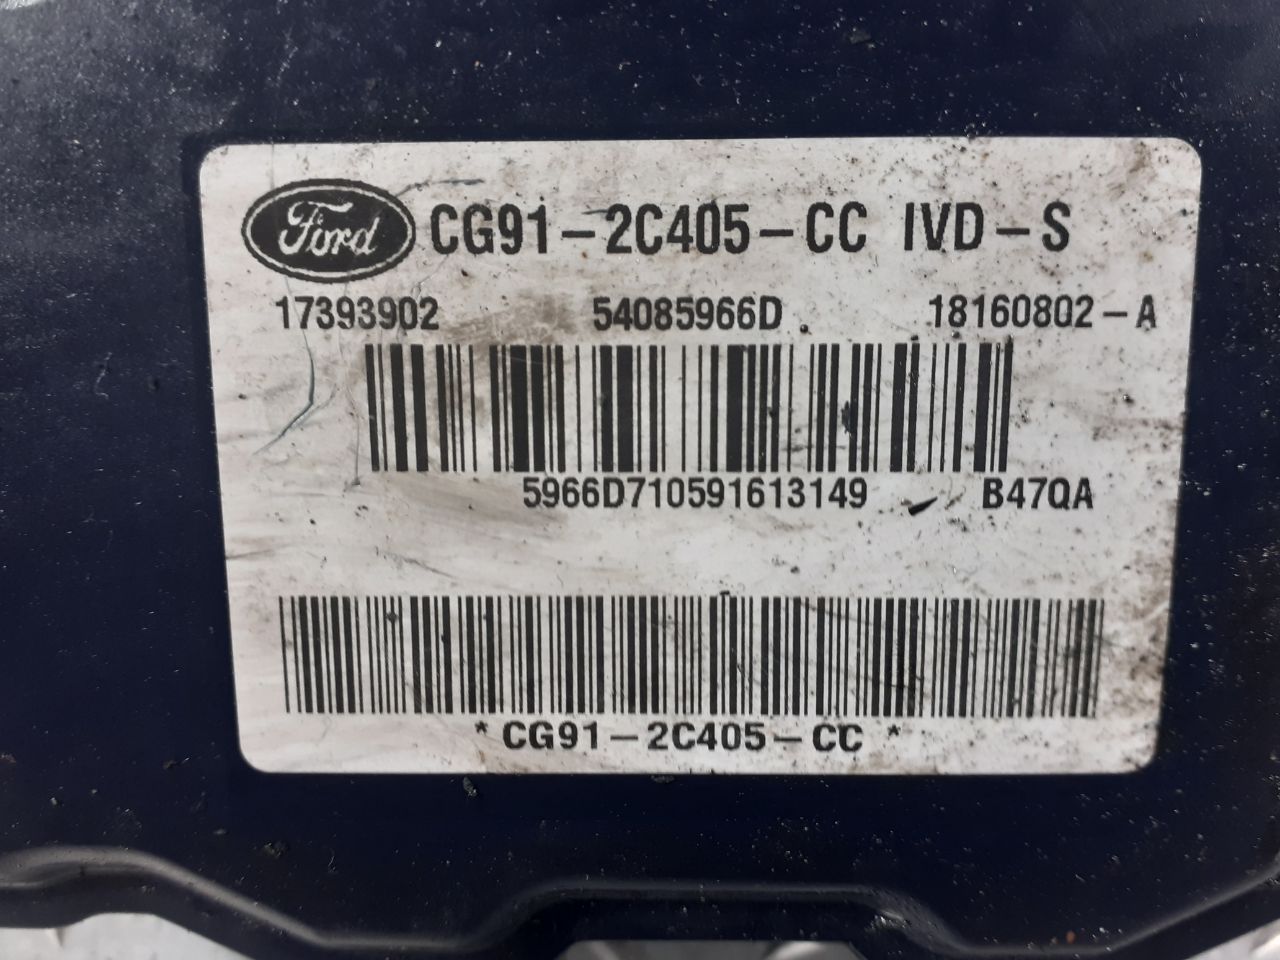 Ford CG91-2C405-CC IVD-S
17393902 54085966D 18160802-A
5966D710591613149 B47QA
*CG91-2C405-CC*